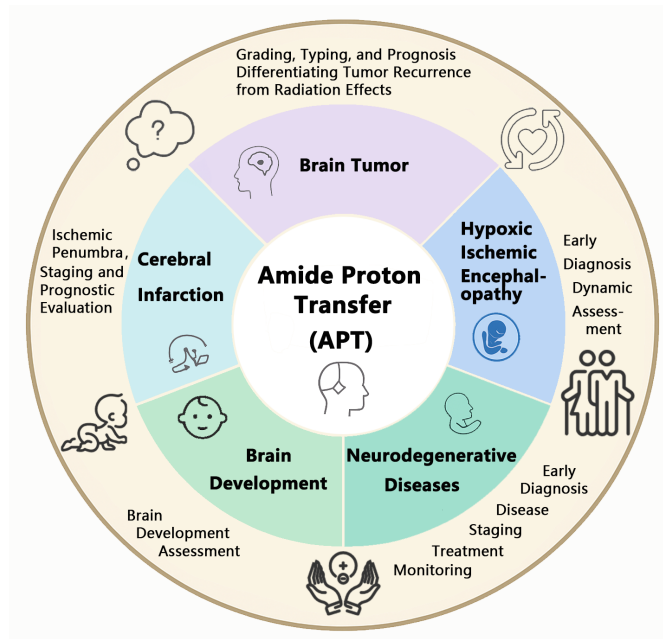 Grading, Typing, and Prognosis
Differentiating Tumor Recurrence
from Radiation Effects
?
Brain Tumor
Ischemic
Penumbra,
Staging and
Prognostic
Evaluation
Cerebral
Infarction
Hypoxic
Ischemic
Encephal-
opathy
Early
Diagnosis
Dynamic
Assess-
ment
Amide Proton
Transfer
(APT)
Brain
Development
Neurodegenerative
Diseases
Brain
Development
Assessment
Early
Diagnosis
Disease
Staging
Treatment
Monitoring